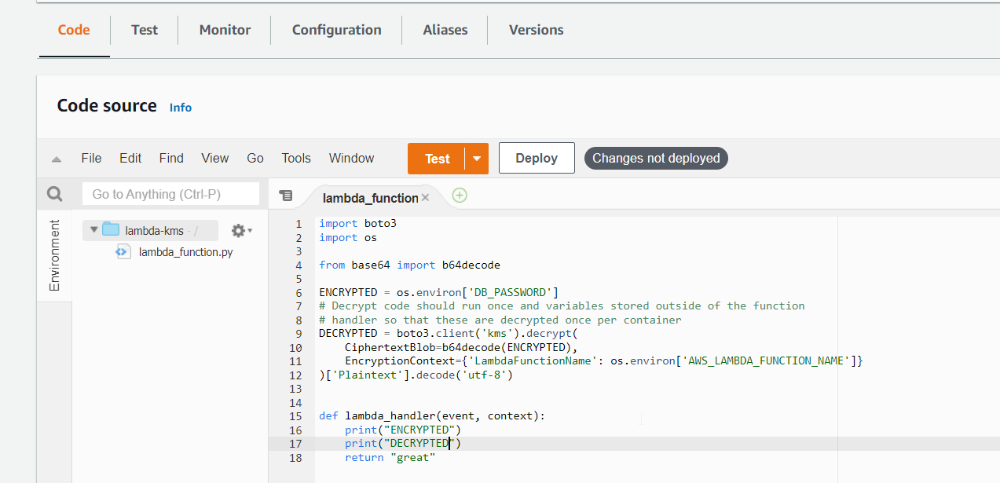 Code Test Monitor Configuration Aliases Versions
Code source Info
File Edit Find View Go Tools Window Test Deploy Changes not deployed
Go to Anything (Ctrl-P)
lambda_function
Environment
lambda-kms - /
lambda_function.py
1 import boto3
2 import os
3
4 from base64 import b64decode
5
6 ENCRYPTED = os.environ['DB_PASSWORD']
7 # Decrypt code should run once and variables stored outside of the function
8 # handler so that these are decrypted once per container
9 DECRYPTED = boto3.client('kms').decrypt(
10     CiphertextBlob=b64decode(ENCRYPTED),
11     EncryptionContext={'LambdaFunctionName': os.environ['AWS_LAMBDA_FUNCTION_NAME']}
12 )['Plaintext'].decode('utf-8')
13
14
15 def lambda_handler(event, context):
16     print("ENCRYPTED")
17     print("DECRYPTED")
18     return "great"